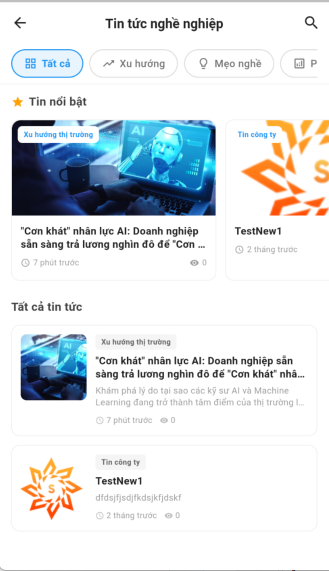 Tin tức nghề nghiệp
Tất cả
Xu hướng
Mẹo nghề
P
Tin nổi bật
Xu hướng thị trường
AI
"Cơn khát" nhân lực AI: Doanh nghiệp
sẵn sàng trả lương nghìn đô để "Cơn ...
7 phút trước
0
Tin công ty
S
TestNew1
2 tháng trước
Tất cả tin tức
AI
Xu hướng thị trường
"Cơn khát" nhân lực AI: Doanh nghiệp sẵn
sàng trả lương nghìn đô để "Cơn khát" nhâ...
Khám phá lý do tại sao các kỹ sư AI và Machine
Learning đang trở thành tâm điểm của thị trường l...
7 phút trước
0
S
Tin công ty
TestNew1
dfdsjfjsdjfkdsjkfjdskf
2 tháng trước
0